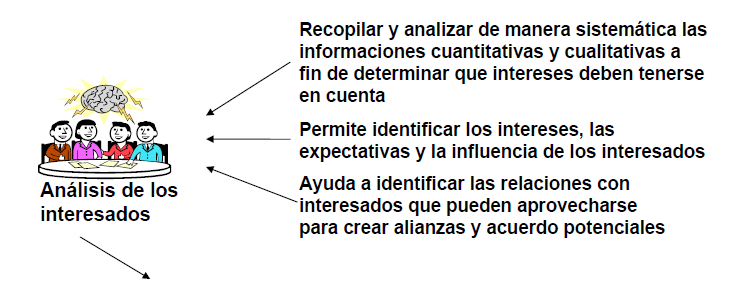 Recopilar y analizar de manera sistemática las
informaciones cuantitativas y cualitativas a
fin de determinar que intereses deben tenerse
en cuenta
Permite identificar los intereses, las
expectativas y la influencia de los interesados
Ayuda a identificar las relaciones con
interesados que pueden aprovecharse
para crear alianzas y acuerdo potenciales
Análisis de los
interesados